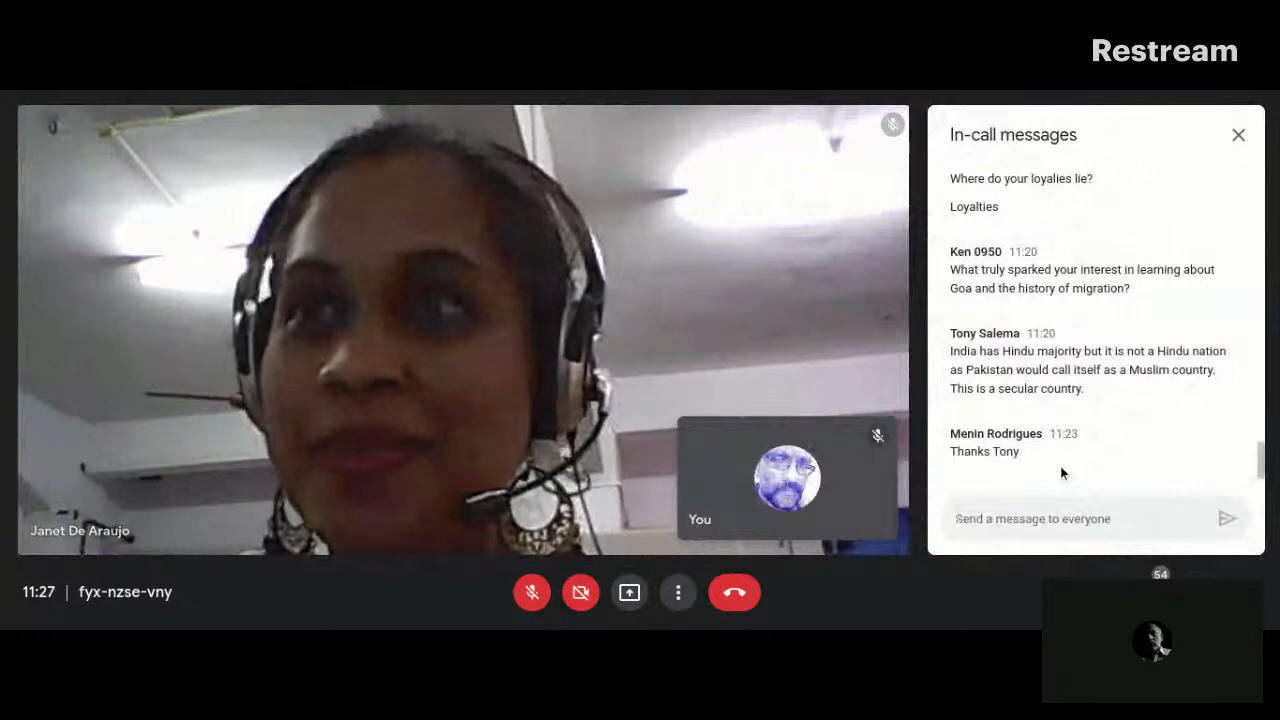 Restream
In-call messages
Where do your loyalies lie?
Loyalties
Ken 0950 11:20
What truly sparked your interest in learning about
Goa and the history of migration?
Tony Salema 11:20
India has Hindu majority but it is not a Hindu nation
as Pakistan would call itself as a Muslim country.
This is a secular country.
Menin Rodrigues 11:23
Thanks Tony
Send a message to everyone
Janet De Araujo
You
11:27 | fyx-nzse-vny
54